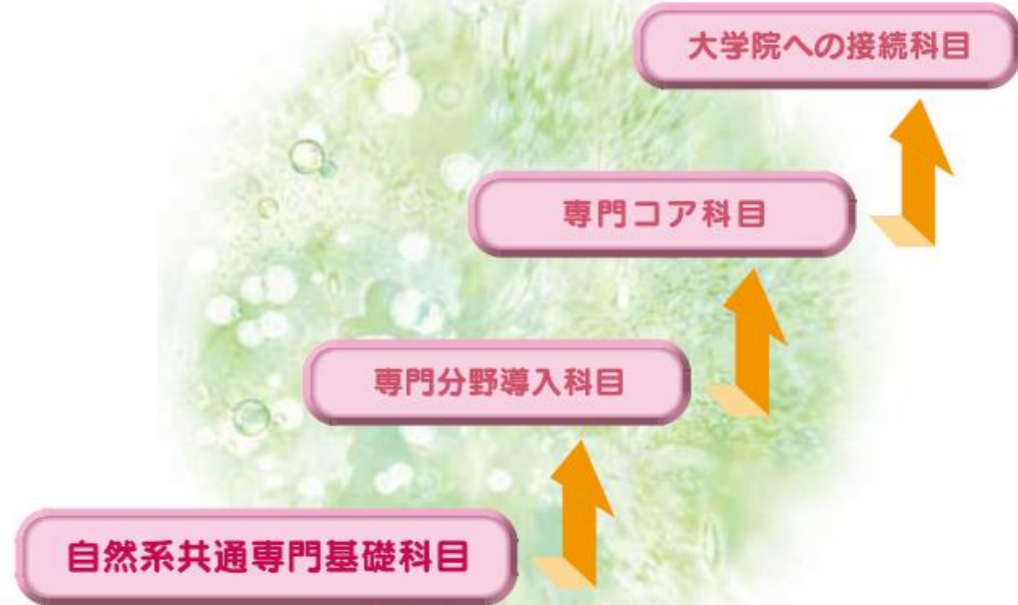 大学院への接続科目
専門コア科目
専門分野導入科目
自然系共通専門基礎科目